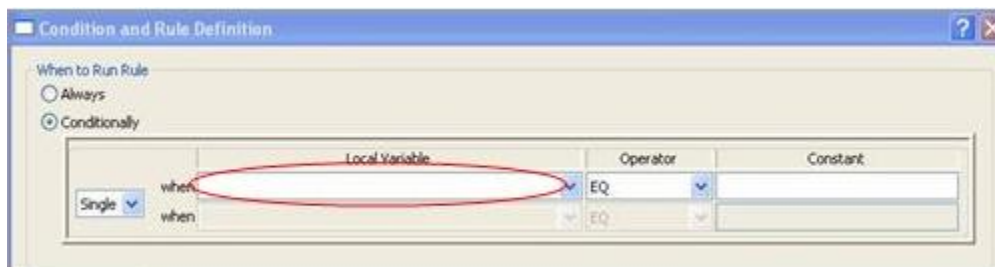 Condition and Rule Definition
When to Run Rule
Always
Conditionally
Local Variable Operator Constant
Single
when EQ
when EQ